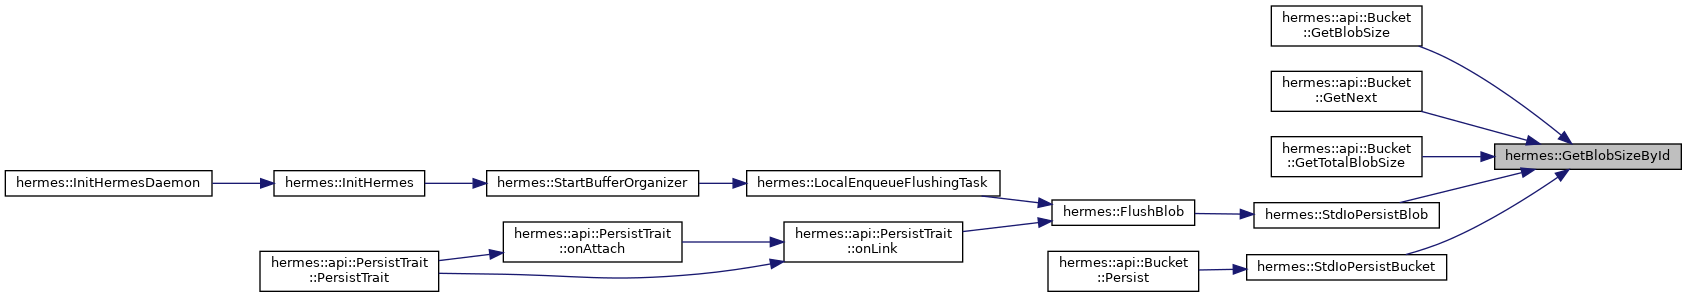 hermes::api::Bucket
::GetBlobSize
hermes::api::Bucket
::GetNext
hermes::api::Bucket
::GetTotalBlobSize
hermes::GetBlobSizeById
hermes::InitHermesDaemon
hermes::InitHermes
hermes::StartBufferOrganizer
hermes::LocalEnqueueFlushingTask
hermes::FlushBlob
hermes::StdIoPersistBlob
hermes::api::PersistTrait
::onAttach
hermes::api::PersistTrait
::onLink
hermes::api::PersistTrait
::PersistTrait
hermes::api::Bucket
::Persist
hermes::StdIoPersistBucket